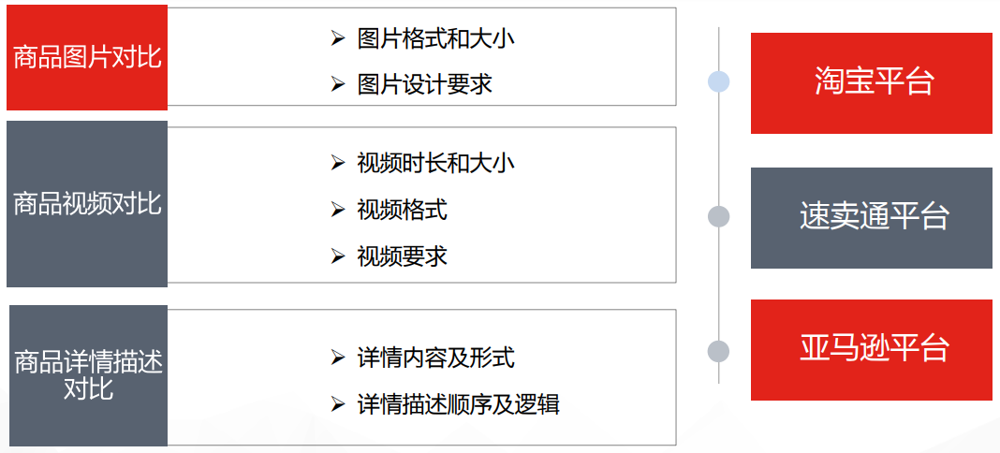 商品图片对比
➢ 图片格式和大小
➢ 图片设计要求
商品视频对比
➢ 视频时长和大小
➢ 视频格式
➢ 视频要求
商品详情描述
对比
➢ 详情内容及形式
➢ 详情描述顺序及逻辑
淘宝平台
速卖通平台
亚马逊平台